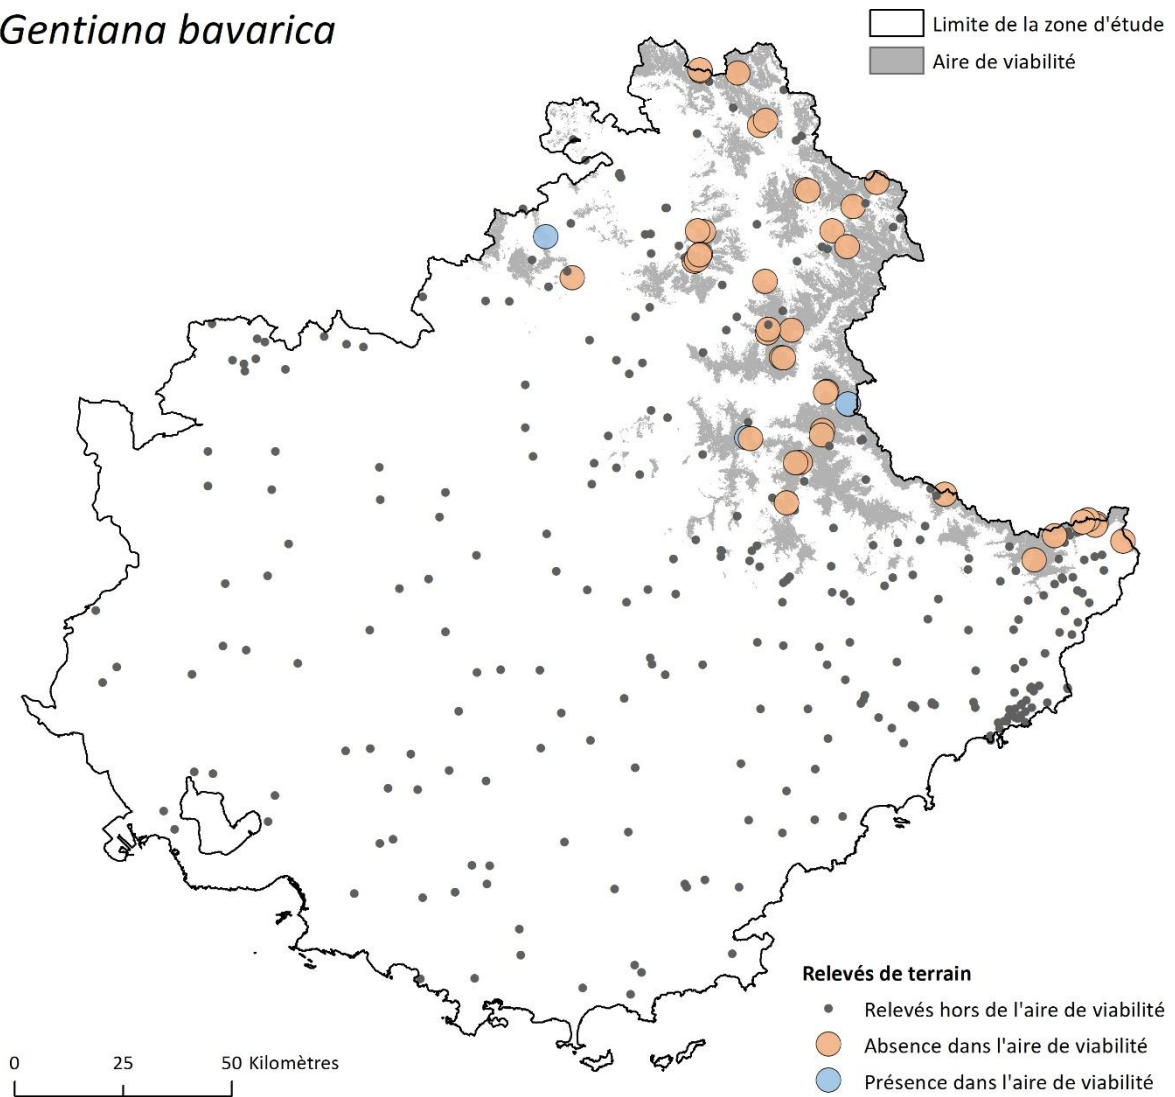 Gentiana bavarica
Limite de la zone d'étude
Aire de viabilité
Relevés de terrain
Relevés hors de l'aire de viabilité
Absence dans l'aire de viabilité
Présence dans l'aire de viabilité
0 25 50 Kilomètres